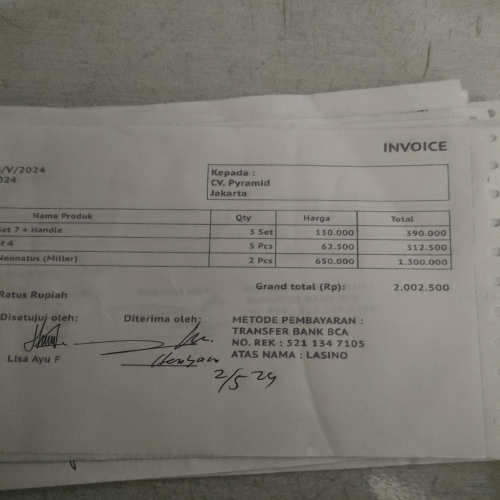 INVOICE
/V/2024
024
Kepada :
CV. Pyramid
Jakarta
Nama Produk Qty Harga Total
Set 7 + Handle 3 Set 130.000 390.000
of 4 5 Pcs 62.500 312.500
Neonatus (Miller) 2 Pcs 650.000 1.300.000
Grand total (Rp): 2.002.500
Ratus Rupiah
Disetujui oleh: Diterima oleh:
Lisa Ayu F
2/5 24
METODE PEMBAYARAN :
TRANSFER BANK BCA
NO. REK : 521 134 7105
ATAS NAMA : LASINO